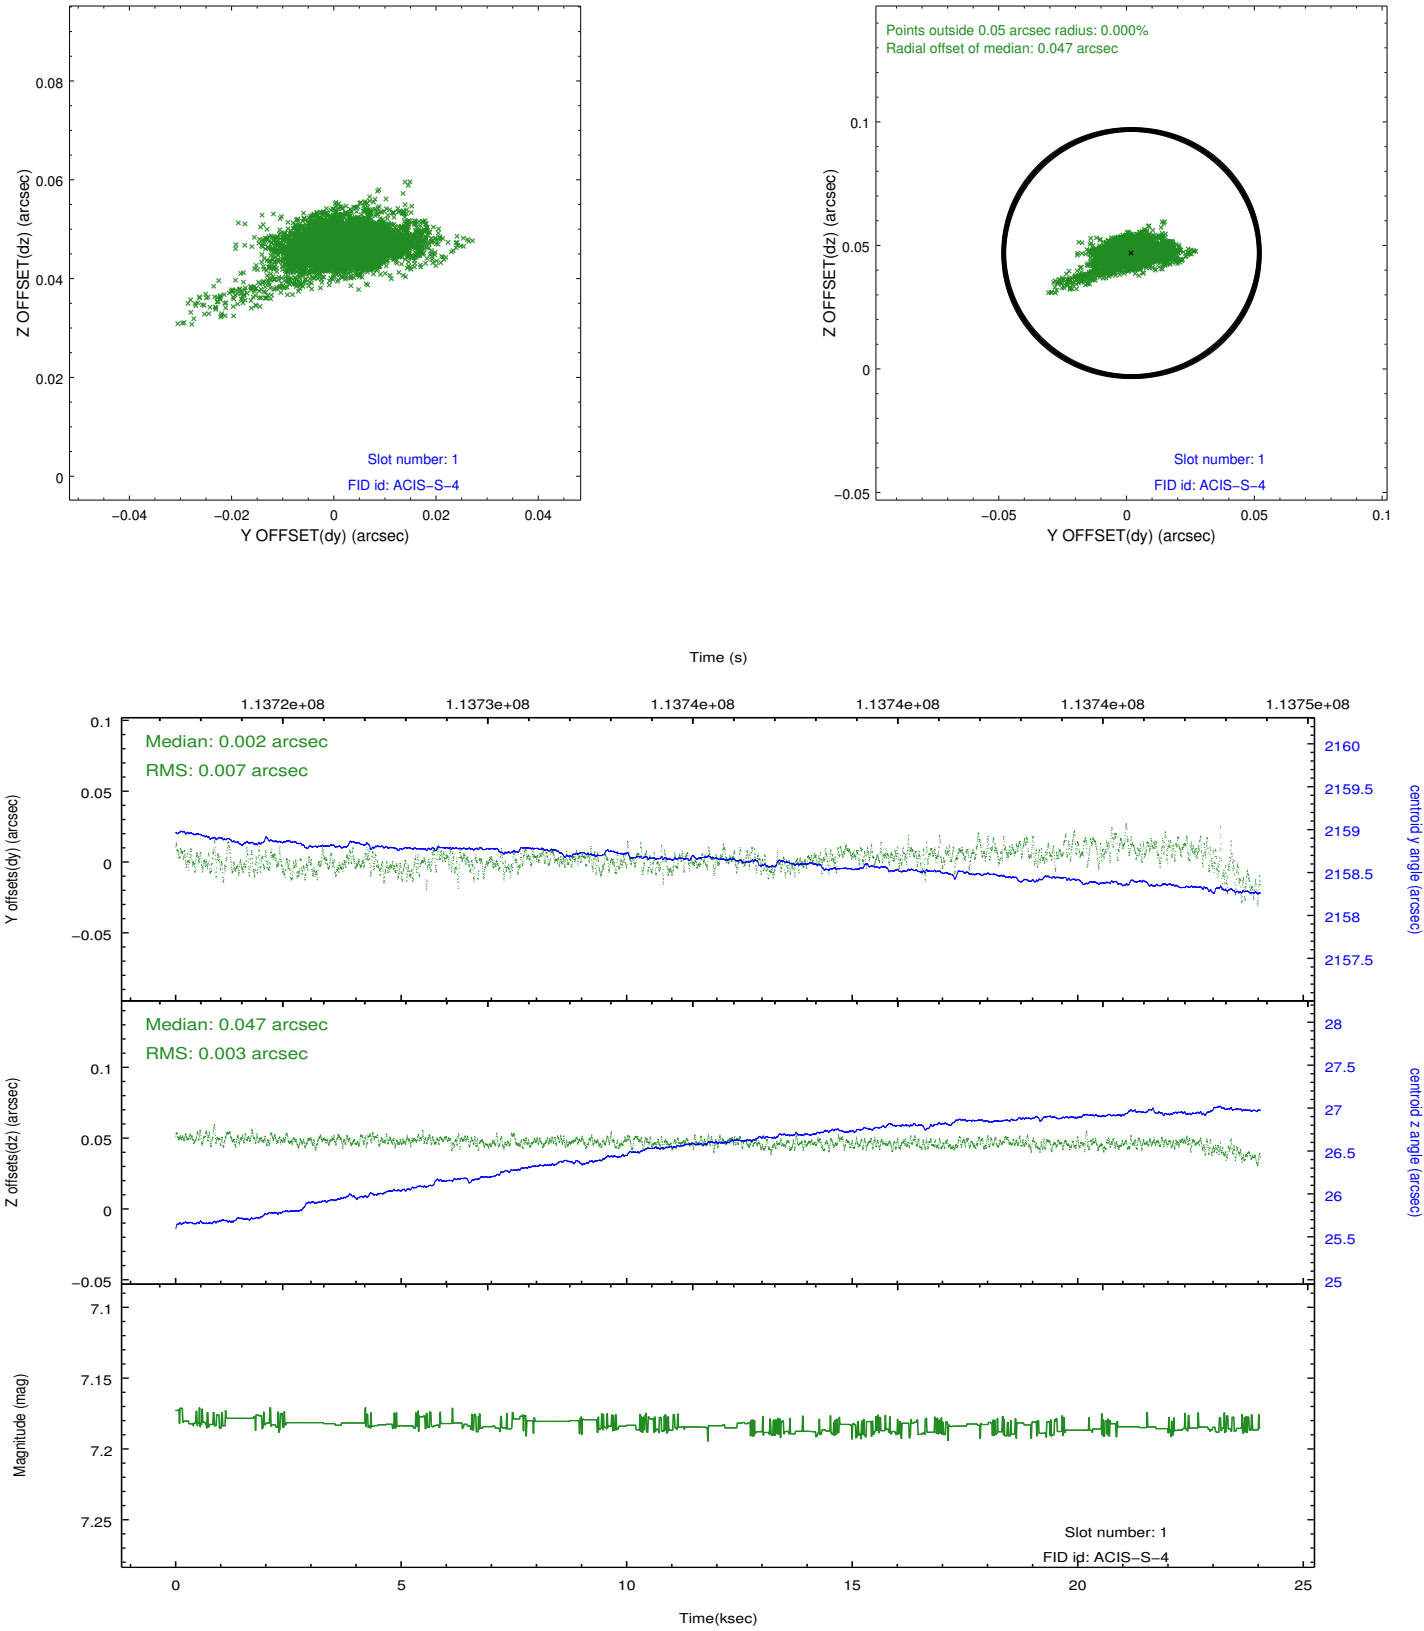 0.08
0.06
0.04
0.02
0
−0.04
−0.02
0
0.02
0.04
Z OFFSET(dz) (arcsec)
Y OFFSET(dy) (arcsec)
Slot number: 1
FID id: ACIS−S−4
Points outside 0.05 arcsec radius: 0.000%
Radial offset of median: 0.047 arcsec
0.1
0.05
0
−0.05
−0.05
0
0.05
0.1
Z OFFSET(dz) (arcsec)
Y OFFSET(dy) (arcsec)
Slot number: 1
FID id: ACIS−S−4
Time (s)
1.1372e+08
1.1373e+08
1.1374e+08
1.1374e+08
1.1374e+08
1.1375e+08
Median: 0.002 arcsec
RMS: 0.007 arcsec
0.1
0.05
0
−0.05
Y offsets(dy) (arcsec)
2160
2159.5
2159
2158.5
2158
2157.5
centroid y angle (arcsec)
Median: 0.047 arcsec
RMS: 0.003 arcsec
0.1
0.05
0
−0.05
Z offsets(dz) (arcsec)
28
27.5
27
26.5
26
25.5
25
centroid z angle (arcsec)
7.1
7.15
7.2
7.25
Magnitude (mag)
Slot number: 1
FID id: ACIS−S−4
0
5
10
15
20
25
Time(ksec)